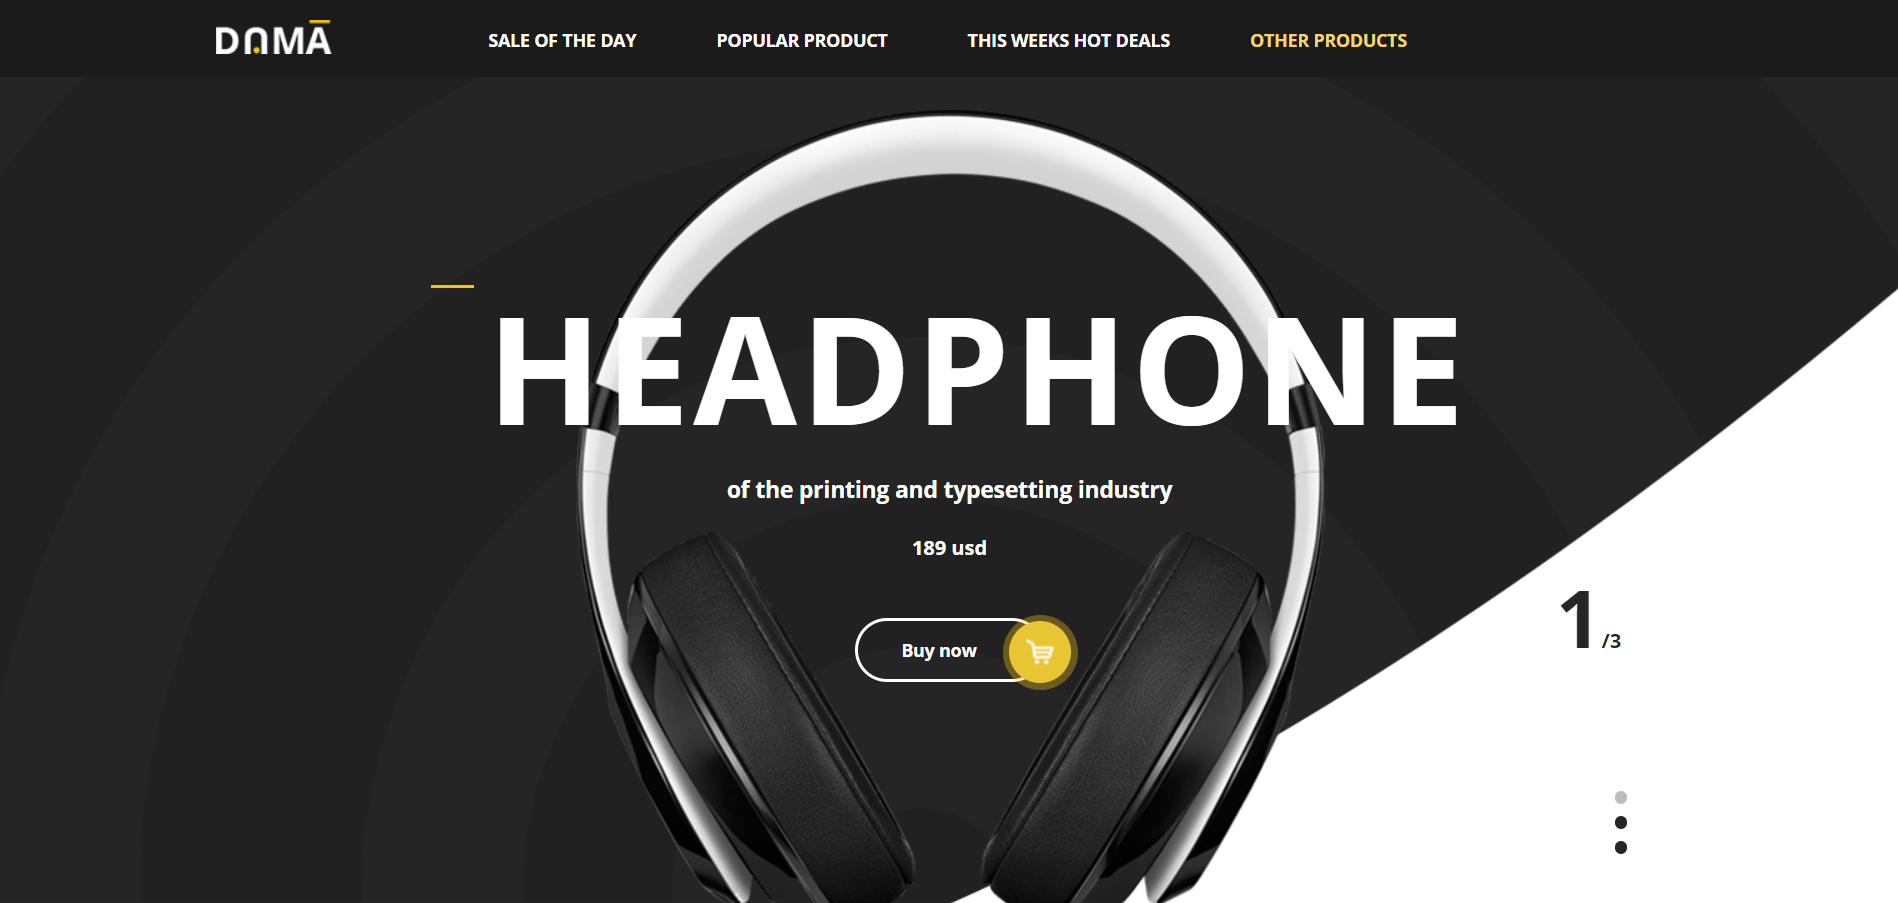 DAMA
SALE OF THE DAY
POPULAR PRODUCT
THIS WEEKS HOT DEALS
OTHER PRODUCTS
HEADPHONE
of the printing and typesetting industry
189 usd
Buy now
1/3